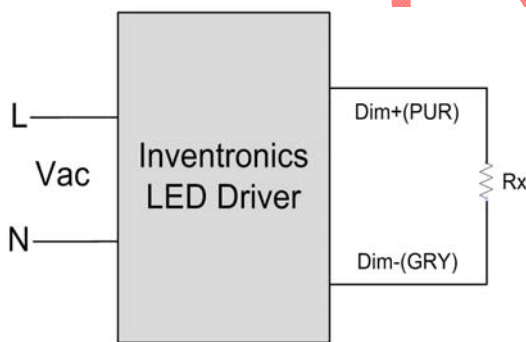 L
Vac
N
Inventronics
LED Driver
Dim+(PUR)
Rx
Dim-(GRY)